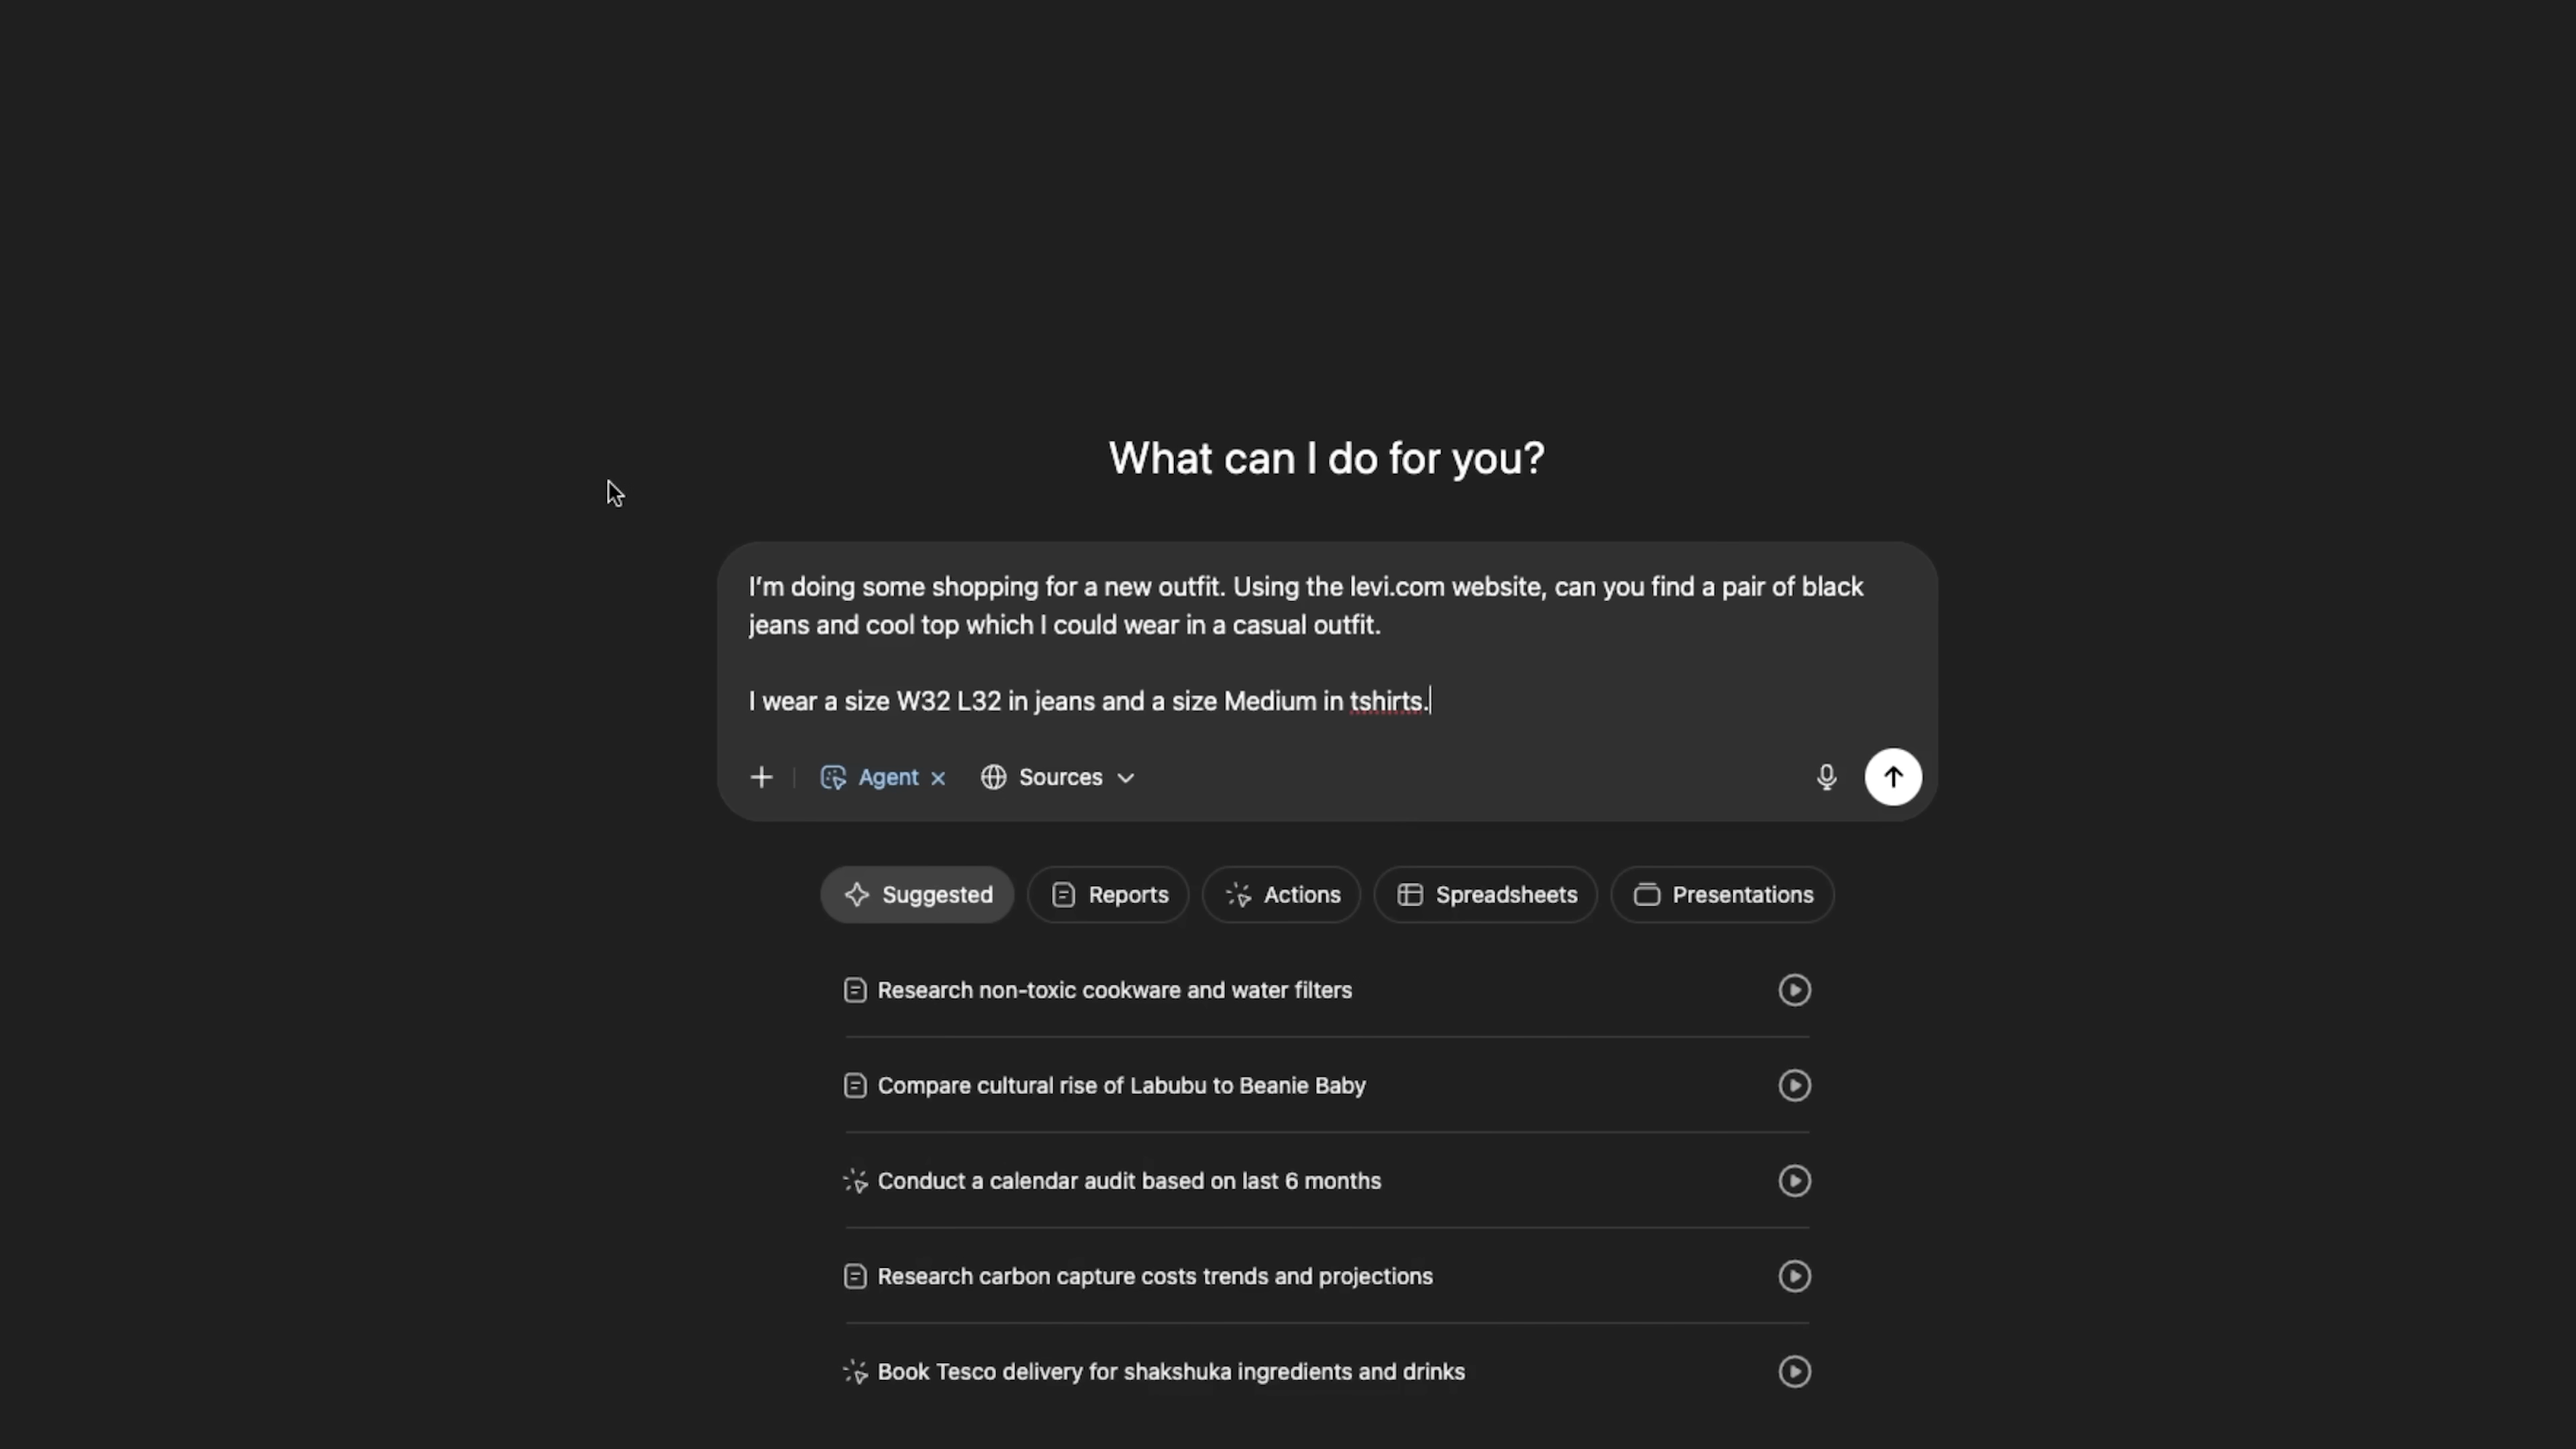 What can I do for you?
I'm doing some shopping for a new outfit. Using the levi.com website, can you find a pair of black
jeans and cool top which I could wear in a casual outfit.
I wear a size W32 L32 in jeans and a size Medium in tshirts.
Agent
Sources
Suggested
Reports
Actions
Spreadsheets
Presentations
Research non-toxic cookware and water filters
Compare cultural rise of Labubu to Beanie Baby
Conduct a calendar audit based on last 6 months
Research carbon capture costs trends and projections
Book Tesco delivery for shakshuka ingredients and drinks